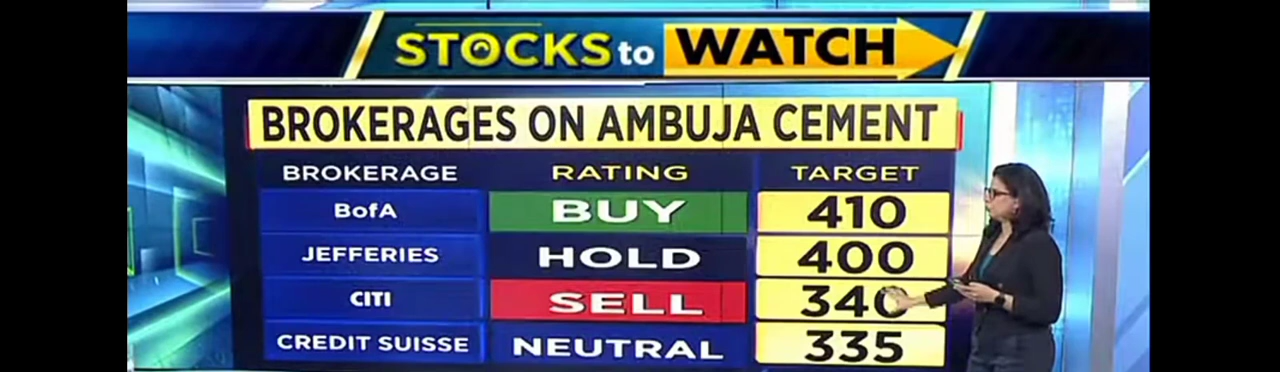 STOCKS to WATCH
BROKERAGES ON AMBUJA CEMENT
BROKERAGE RATING TARGET
BofA BUY 410
JEFFERIES HOLD 400
CITI SELL 340
CREDIT SUISSE NEUTRAL 335